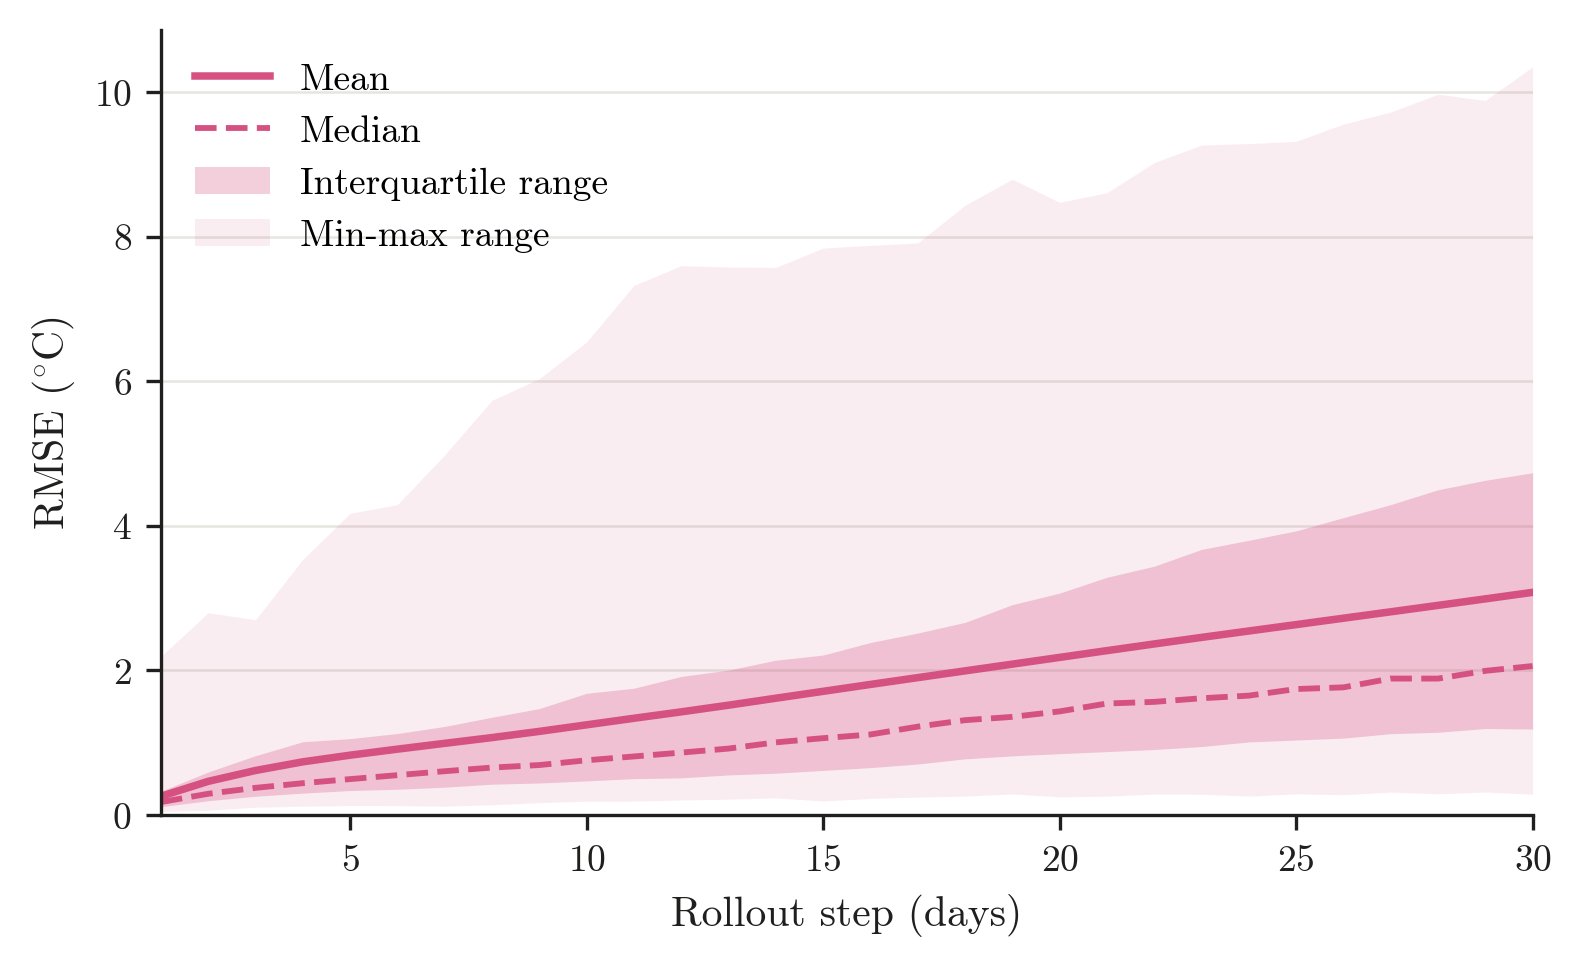 Mean
Median
Interquartile range
Min-max range
RMSE (°C)
10
8
6
4
2
0
5 10 15 20 25 30
Rollout step (days)